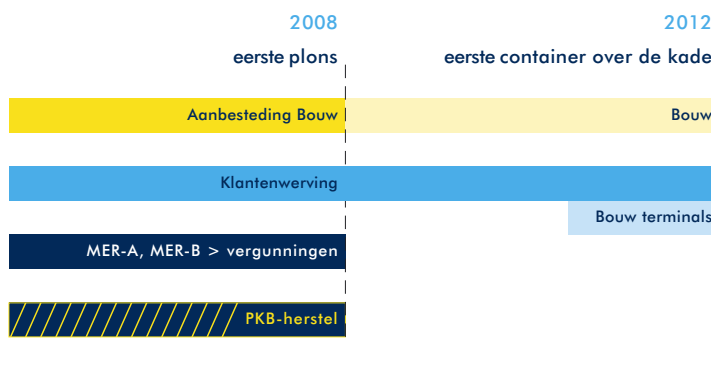 2008
2012
eerste plons
eerste container over de kade
Aanbesteding Bouw
Bouw
Klantenwerving
Bouw terminals
MER-A, MER-B > vergunningen
PKB-herstel